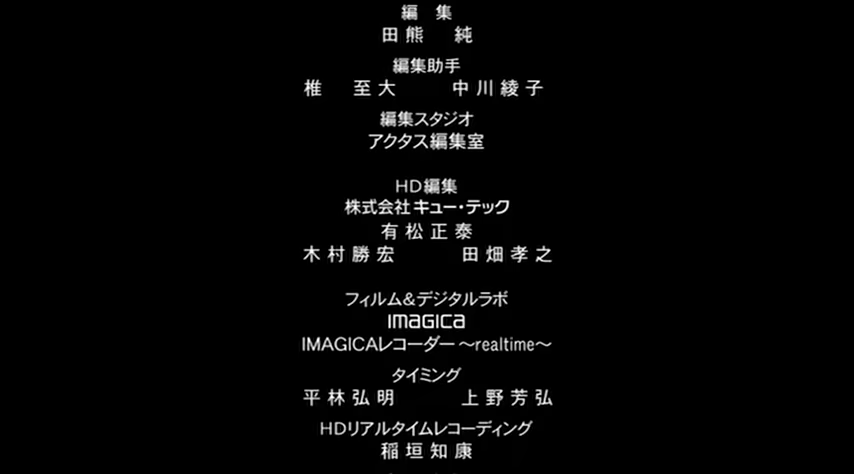 編集
田熊 純
編集助手
椎 至大 中川綾子
編集スタジオ
アクタス編集室
HD編集
株式会社キュー・テック
有松正泰
木村勝宏 田畑孝之
フィルム&デジタルラボ
IMAGICA
IMAGICAレコーダー～realtime～
タイミング
平林弘明 上野芳弘
HDリアルタイムレコーディング
稲垣知康